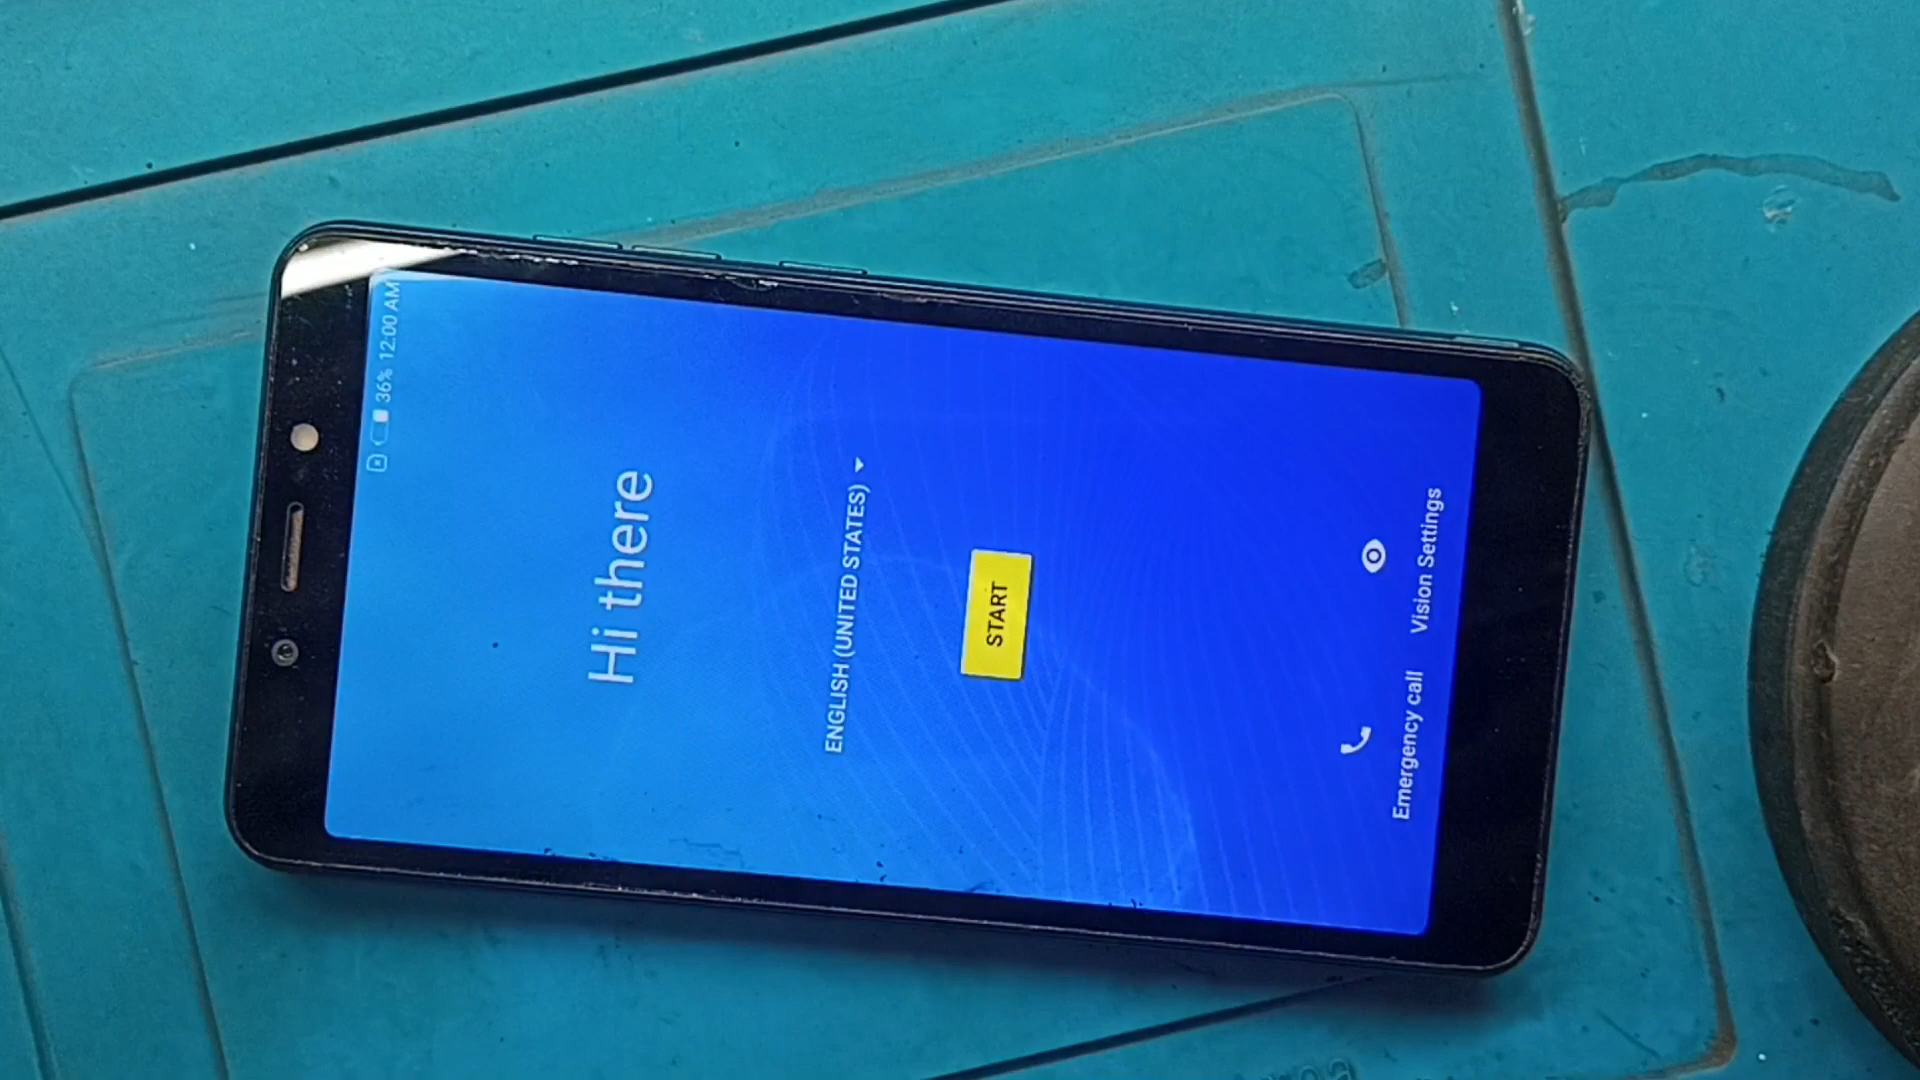 36% 12:00 AM
Hi there
ENGLISH (UNITED STATES)
START
Emergency call
Vision Settings